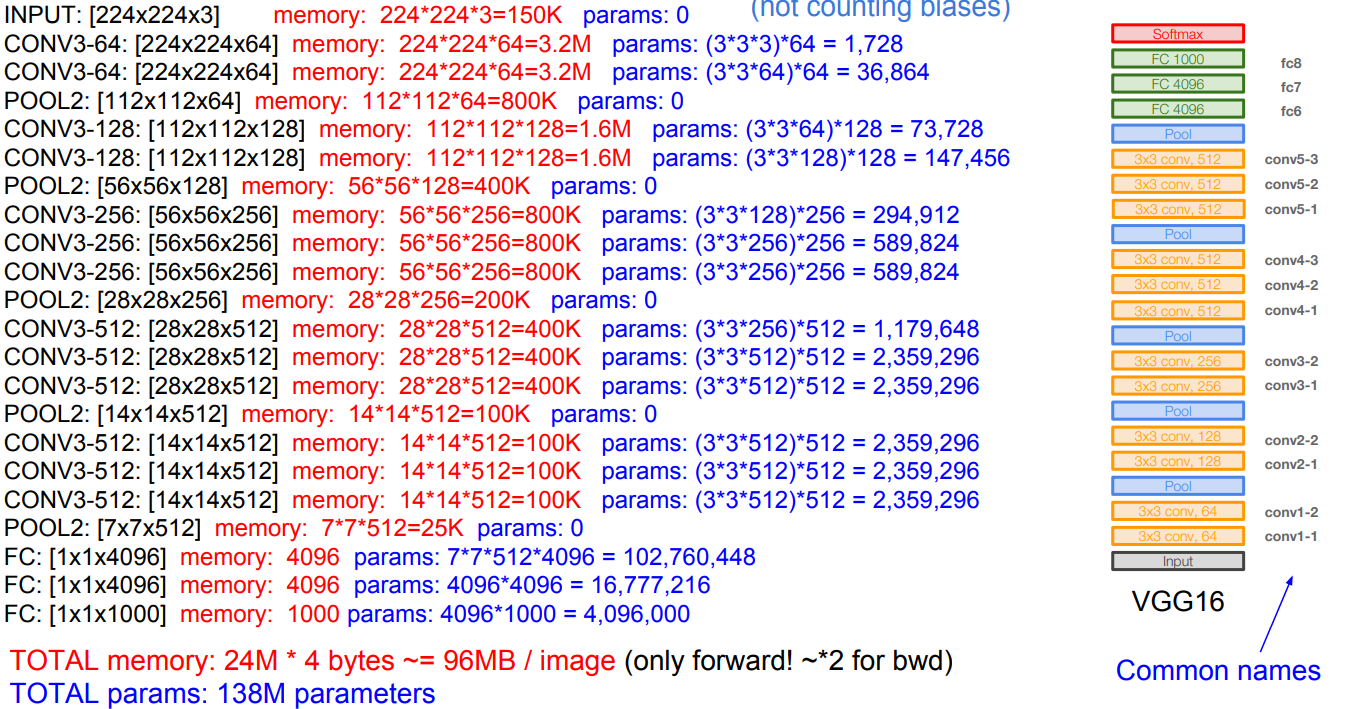 (not counting biases)
INPUT: [224x224x3] memory: 224*224*3=150K params: 0
CONV3-64: [224x224x64] memory: 224*224*64=3.2M params: (3*3*3)*64 = 1,728
CONV3-64: [224x224x64] memory: 224*224*64=3.2M params: (3*3*64)*64 = 36,864
POOL2: [112x112x64] memory: 112*112*64=800K params: 0
CONV3-128: [112x112x128] memory: 112*112*128=1.6M params: (3*3*64)*128 = 73,728
CONV3-128: [112x112x128] memory: 112*112*128=1.6M params: (3*3*128)*128 = 147,456
POOL2: [56x56x128] memory: 56*56*128=400K params: 0
CONV3-256: [56x56x256] memory: 56*56*256=800K params: (3*3*128)*256 = 294,912
CONV3-256: [56x56x256] memory: 56*56*256=800K params: (3*3*256)*256 = 589,824
CONV3-256: [56x56x256] memory: 56*56*256=800K params: (3*3*256)*256 = 589,824
POOL2: [28x28x256] memory: 28*28*256=200K params: 0
CONV3-512: [28x28x512] memory: 28*28*512=400K params: (3*3*256)*512 = 1,179,648
CONV3-512: [28x28x512] memory: 28*28*512=400K params: (3*3*512)*512 = 2,359,296
CONV3-512: [28x28x512] memory: 28*28*512=400K params: (3*3*512)*512 = 2,359,296
POOL2: [14x14x512] memory: 14*14*512=100K params: 0
CONV3-512: [14x14x512] memory: 14*14*512=100K params: (3*3*512)*512 = 2,359,296
CONV3-512: [14x14x512] memory: 14*14*512=100K params: (3*3*512)*512 = 2,359,296
CONV3-512: [14x14x512] memory: 14*14*512=100K params: (3*3*512)*512 = 2,359,296
POOL2: [7x7x512] memory: 7*7*512=25K params: 0
FC: [1x1x4096] memory: 4096 params: 7*7*512*4096 = 102,760,448
FC: [1x1x4096] memory: 4096 params: 4096*4096 = 16,777,216
FC: [1x1x1000] memory: 1000 params: 4096*1000 = 4,096,000
TOTAL memory: 24M * 4 bytes ~= 96MB / image (only forward! ~*2 for bwd)
TOTAL params: 138M parameters
Softmax
FC 1000 fc8
FC 4096 fc7
FC 4096 fc6
Pool
3x3 conv, 512 conv5-3
3x3 conv, 512 conv5-2
3x3 conv, 512 conv5-1
Pool
3x3 conv, 512 conv4-3
3x3 conv, 512 conv4-2
3x3 conv, 512 conv4-1
Pool
3x3 conv, 256 conv3-2
3x3 conv, 256 conv3-1
Pool
3x3 conv, 128 conv2-2
3x3 conv, 128 conv2-1
Pool
3x3 conv, 64 conv1-2
3x3 conv, 64 conv1-1
Input
VGG16
Common names